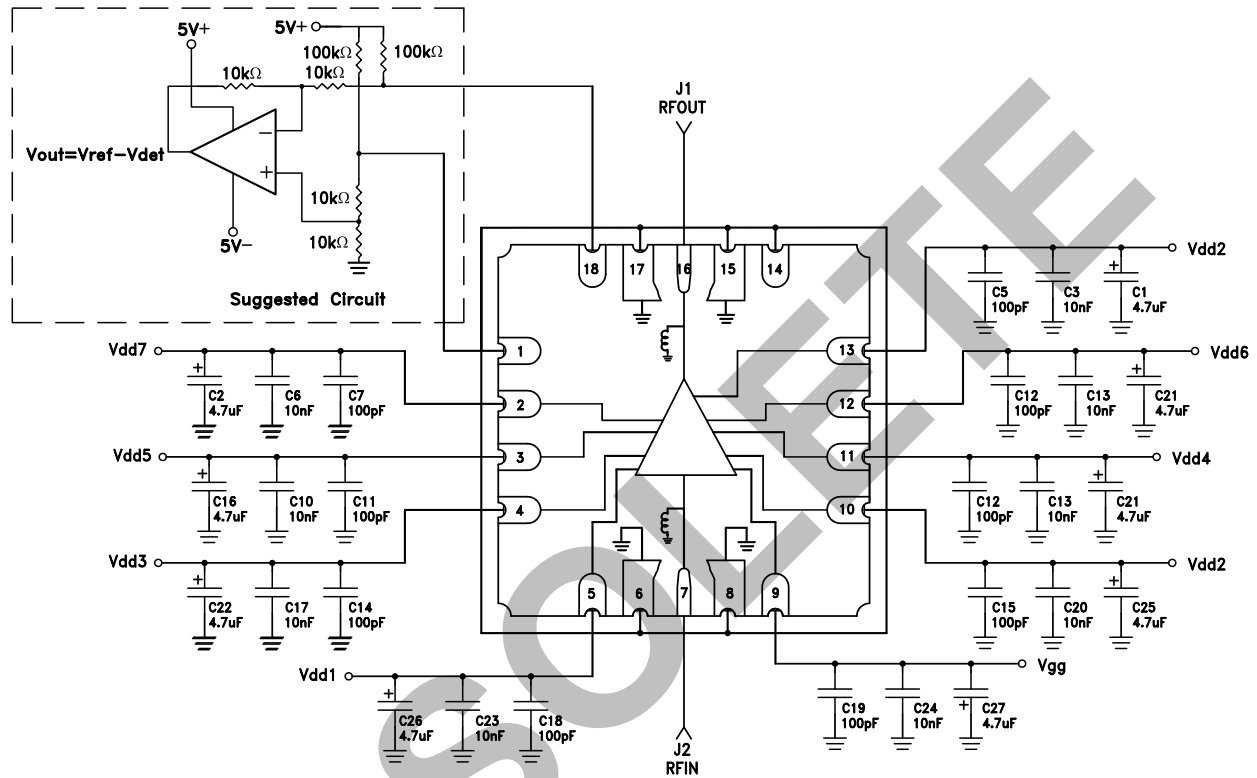 5V+
5V+
100kΩ
100kΩ
10kΩ
10kΩ
J1
RFOUT
−
+
Vout=Vref-Vdet
10kΩ
5V-
10kΩ
Suggested Circuit
18
17
16
15
14
Vdd2
C5
100pF
C3
10nF
+
C1
4.7uF
Vdd7
+
C2
4.7uF
C6
10nF
C7
100pF
1
13
Vdd6
C12
100pF
C13
10nF
+
C21
4.7uF
2
12
Vdd5
+
C16
4.7uF
C10
10nF
C11
100pF
3
11
Vdd4
C12
100pF
C13
10nF
+
C21
4.7uF
4
10
Vdd3
+
C22
4.7uF
C17
10nF
C14
100pF
Vdd2
C15
100pF
C20
10nF
+
C25
4.7uF
5
6
7
8
9
Vdd1
+
C26
4.7uF
C23
10nF
C18
100pF
Vgg
C19
100pF
C24
10nF
+
C27
4.7uF
J2
RFIN
SOLETE